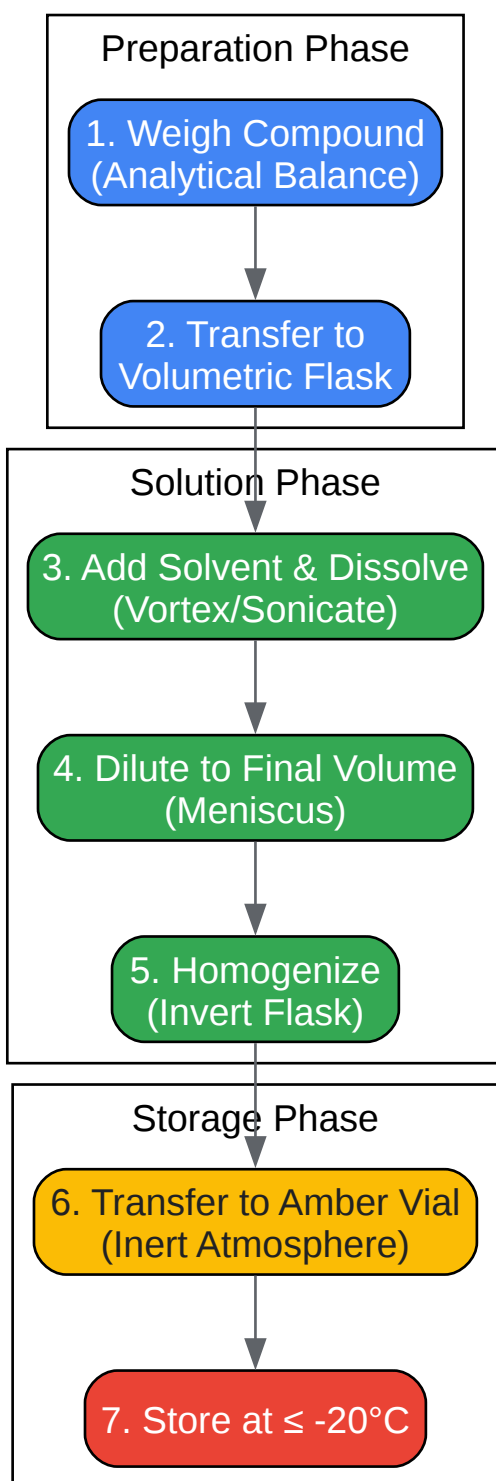 Preparation Phase
1. Weigh Compound
(Analytical Balance)
2. Transfer to
Volumetric Flask
Solution Phase
3. Add Solvent & Dissolve
(Vortex/Sonicate)
4. Dilute to Final Volume
(Meniscus)
5. Homogenize
(Invert Flask)
Storage Phase
6. Transfer to Amber Vial
(Inert Atmosphere)
7. Store at ≤ -20°C